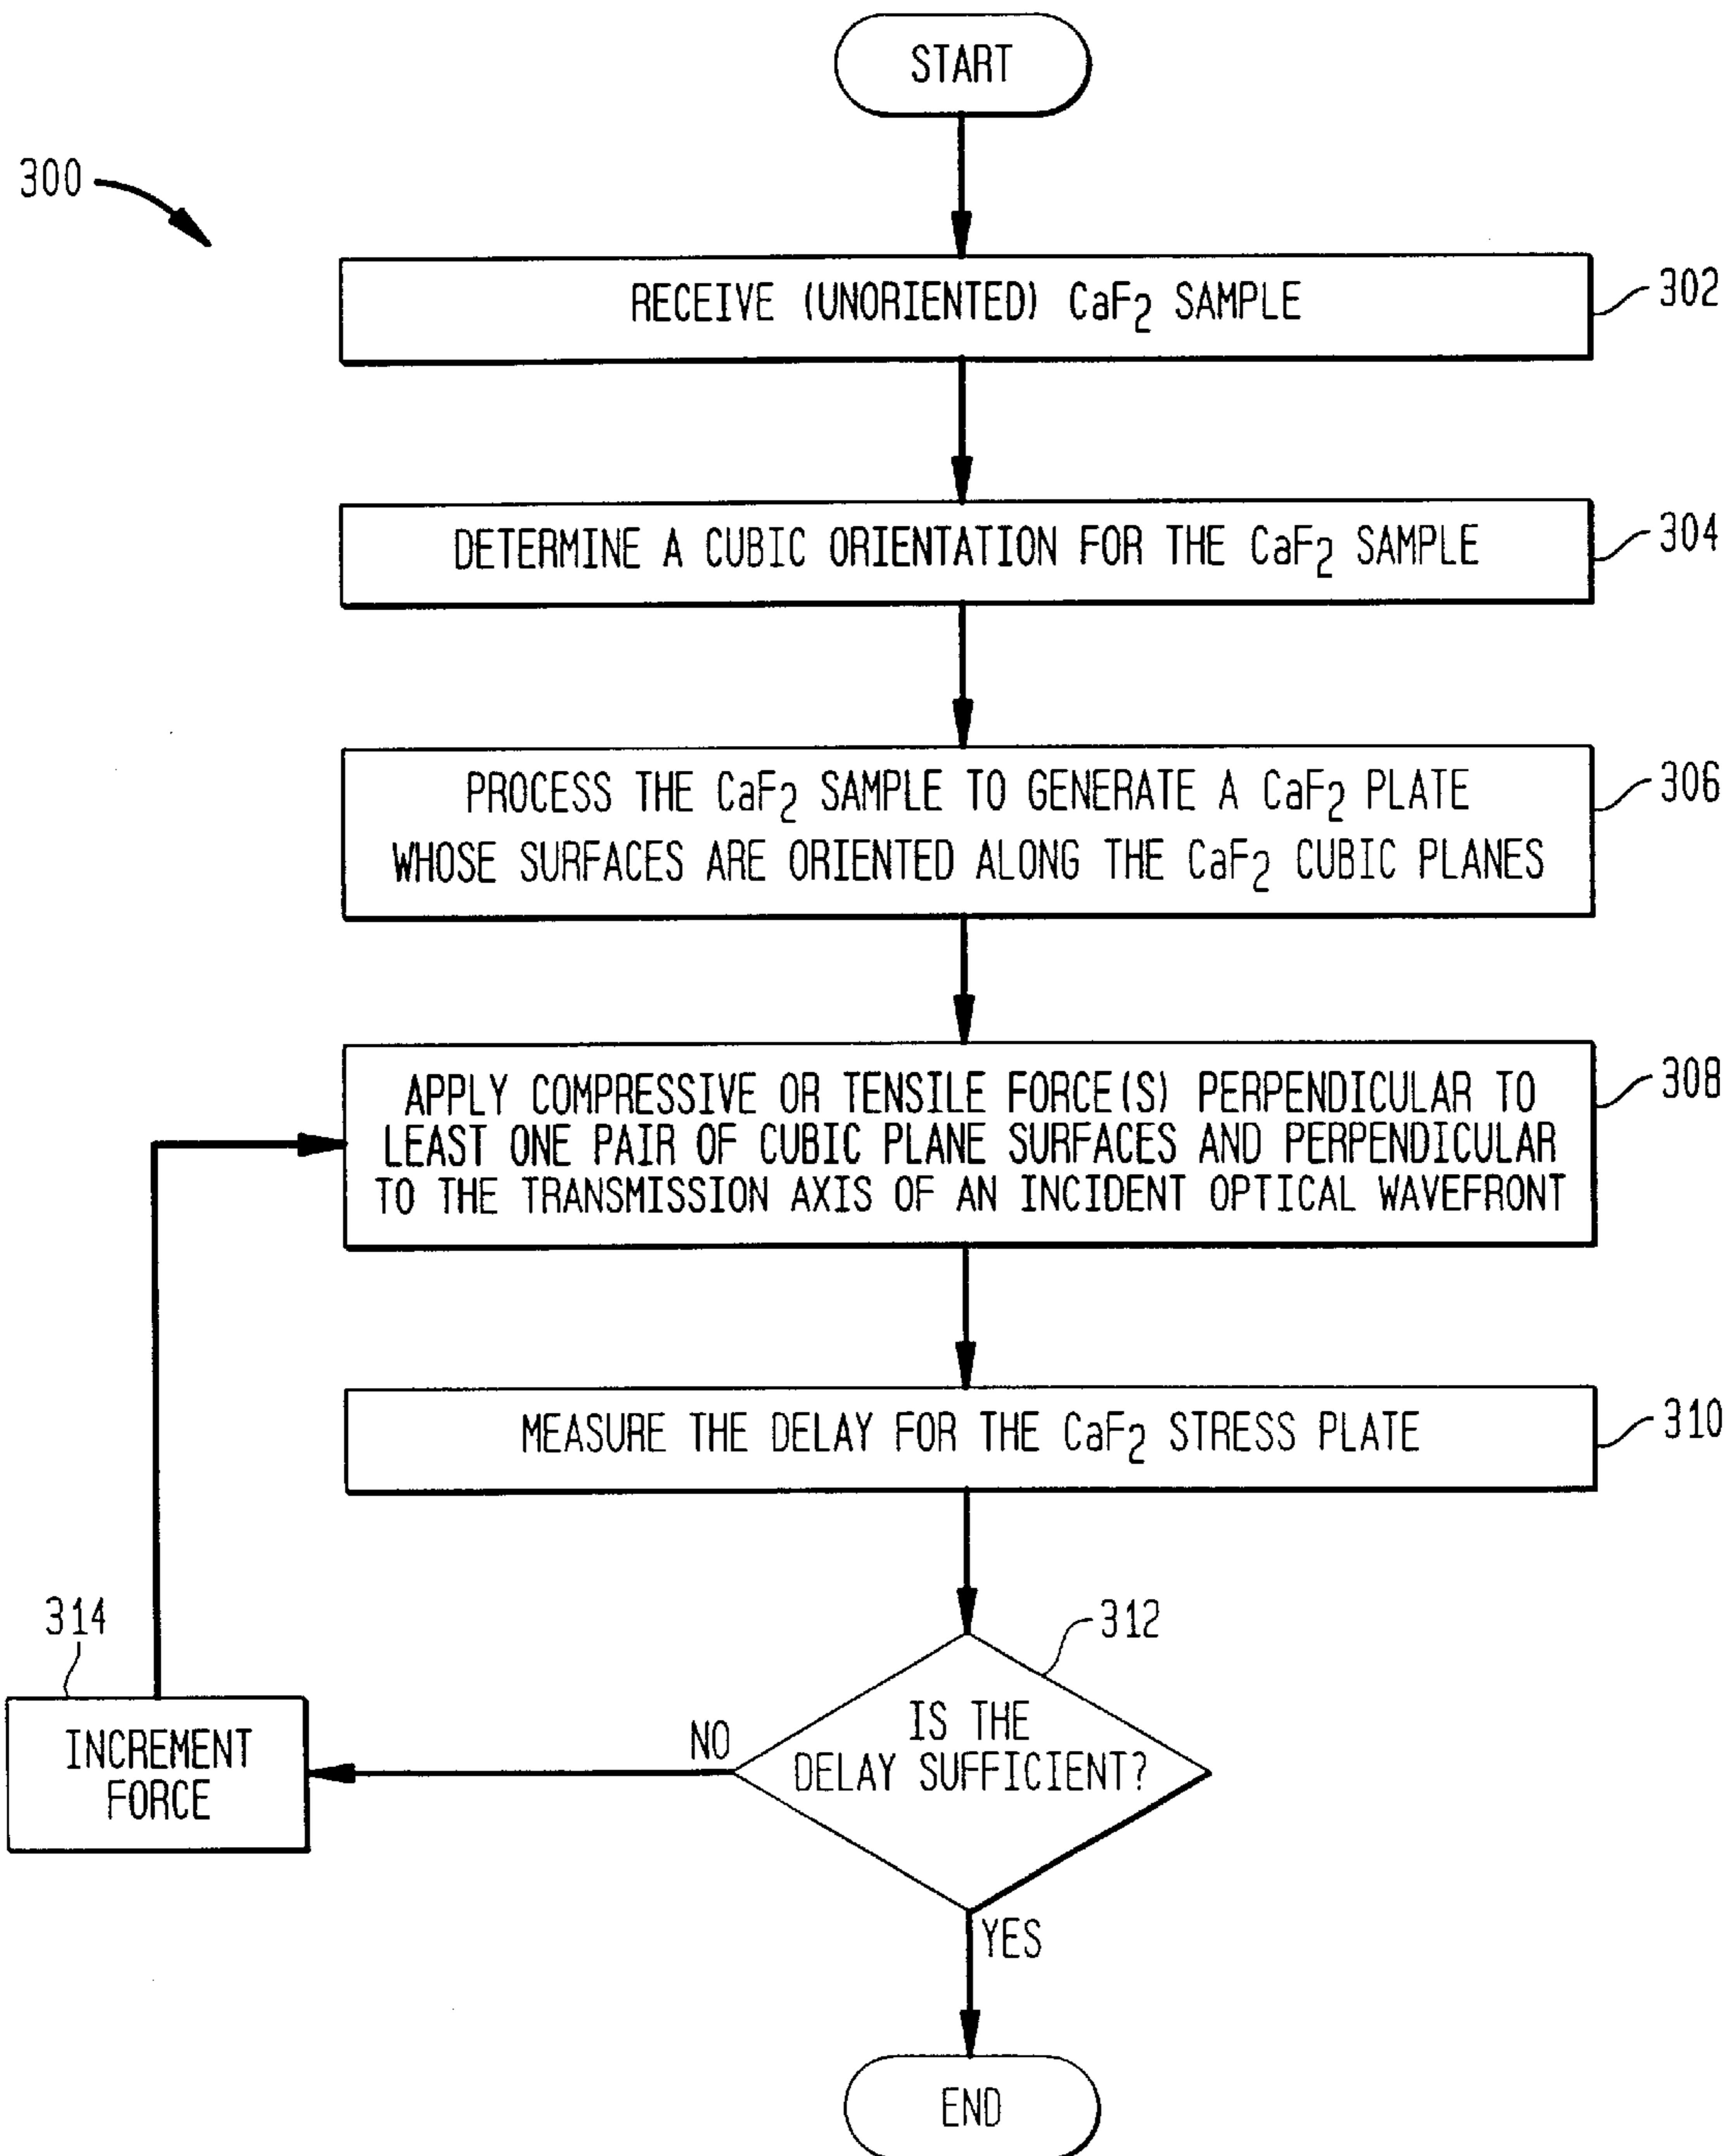 START
300
RECEIVE (UNORIENTED) CaF2 SAMPLE
302
DETERMINE A CUBIC ORIENTATION FOR THE CaF2 SAMPLE
304
PROCESS THE CaF2 SAMPLE TO GENERATE A CaF2 PLATE
WHOSE SURFACES ARE ORIENTED ALONG THE CaF2 CUBIC PLANES
306
APPLY COMPRESSIVE OR TENSILE FORCE(S) PERPENDICULAR TO
LEAST ONE PAIR OF CUBIC PLANE SURFACES AND PERPENDICULAR
TO THE TRANSMISSION AXIS OF AN INCIDENT OPTICAL WAVEFRONT
308
MEASURE THE DELAY FOR THE CaF2 STRESS PLATE
310
314
312
INCREMENT
FORCE
NO
IS THE
DELAY SUFFICIENT?
YES
END